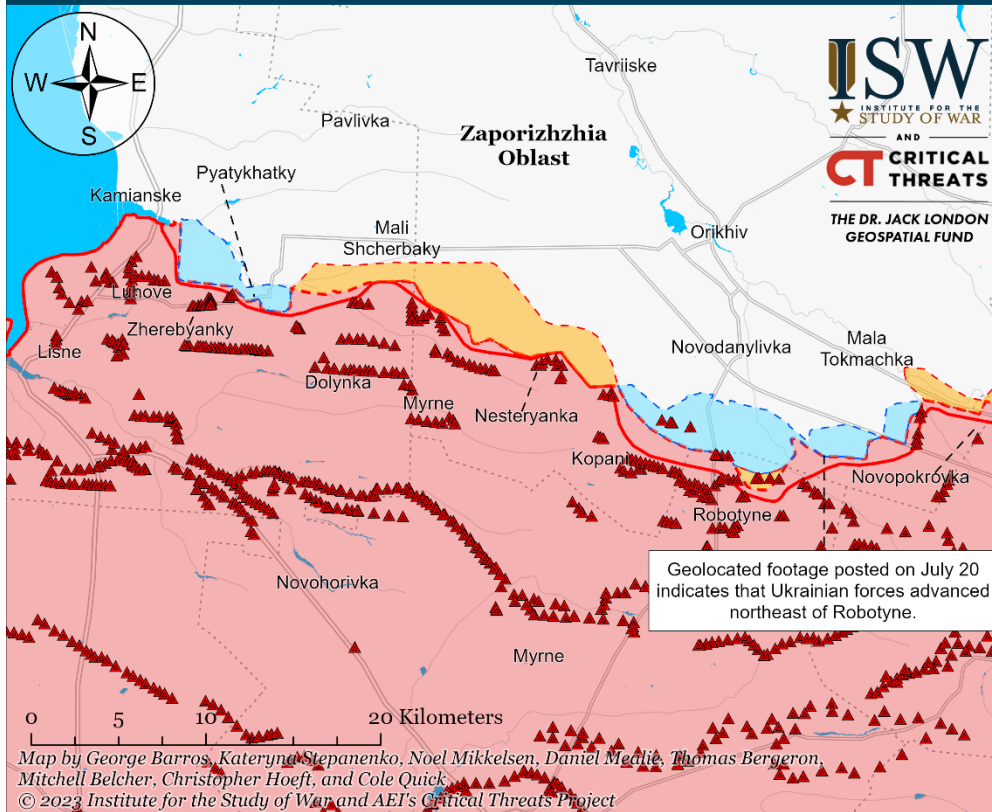 N
W E
S
ISW
INSTITUTE FOR THE
STUDY OF WAR
AND
CT CRITICAL
THREATS
THE DR. JACK LONDON
GEOSPATIAL FUND
Tavriiske
Pavlivka
Zaporizhzhia
Oblast
Pyatykhatky
Kamianske
Mali
Shcherbaky
Orikhiv
Luhove
Zherebyanky
Lisne
Dolynka
Myrne
Nesteryanka
Novodanylivka
Mala
Tokmachka
Kopani
Novopokrovka
Robotyne
Geolocated footage posted on July 20
indicates that Ukrainian forces advanced
northeast of Robotyne.
Novohorivka
Myrne
0 5 10 20 Kilometers
Map by George Barros, Kateryna Stepanenko, Noel Mikkelsen, Daniel Mealie, Thomas Bergeron,
Mitchell Belcher, Christopher Hoeft, and Cole Quick
© 2023 Institute for the Study of War and AEI's Critical Threats Project